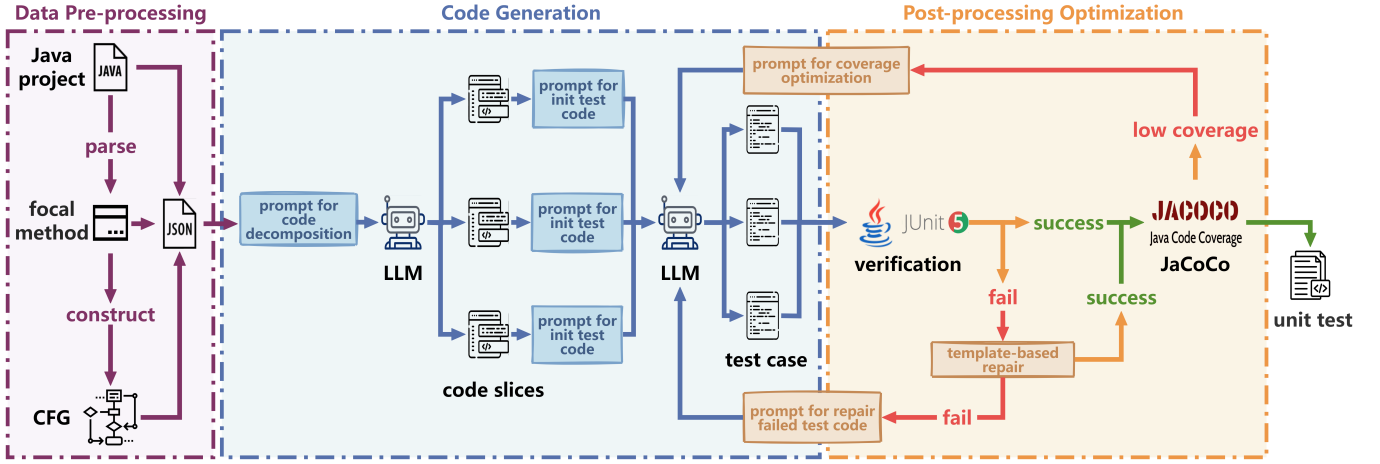 Data Pre-processing
Code Generation
Post-processing Optimization
Java
project
JAVA
parse
focal
method
JSON
construct
CFG
prompt for
code
decomposition
LLM
prompt for
init test
code
prompt for
init test
code
prompt for
init test
code
code slices
LLM
test case
prompt for coverage
optimization
low coverage
JUnit 5
verification
success
fail
success
template-based
repair
fail
prompt for repair
failed test code
JACOCO
Java Code Coverage
JaCoCo
unit test